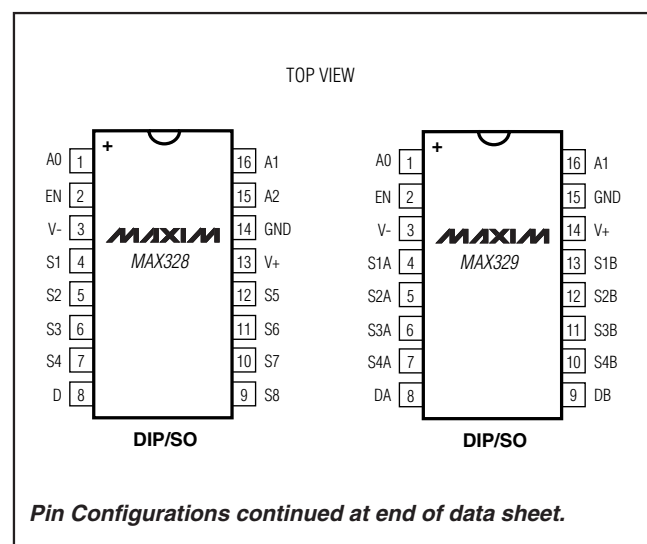 TOP VIEW
+
A0 1 16 A1
EN 2 15 A2
V- 3 14 GND
S1 4 13 V+
S2 5 12 S5
S3 6 11 S6
S4 7 10 S7
D 8 9 S8
MAXIM
MAX328
DIP/SO
+
A0 1 16 A1
EN 2 15 GND
V- 3 14 V+
S1A 4 13 S1B
S2A 5 12 S2B
S3A 6 11 S3B
S4A 7 10 S4B
DA 8 9 DB
MAXIM
MAX329
DIP/SO
Pin Configurations continued at end of data sheet.